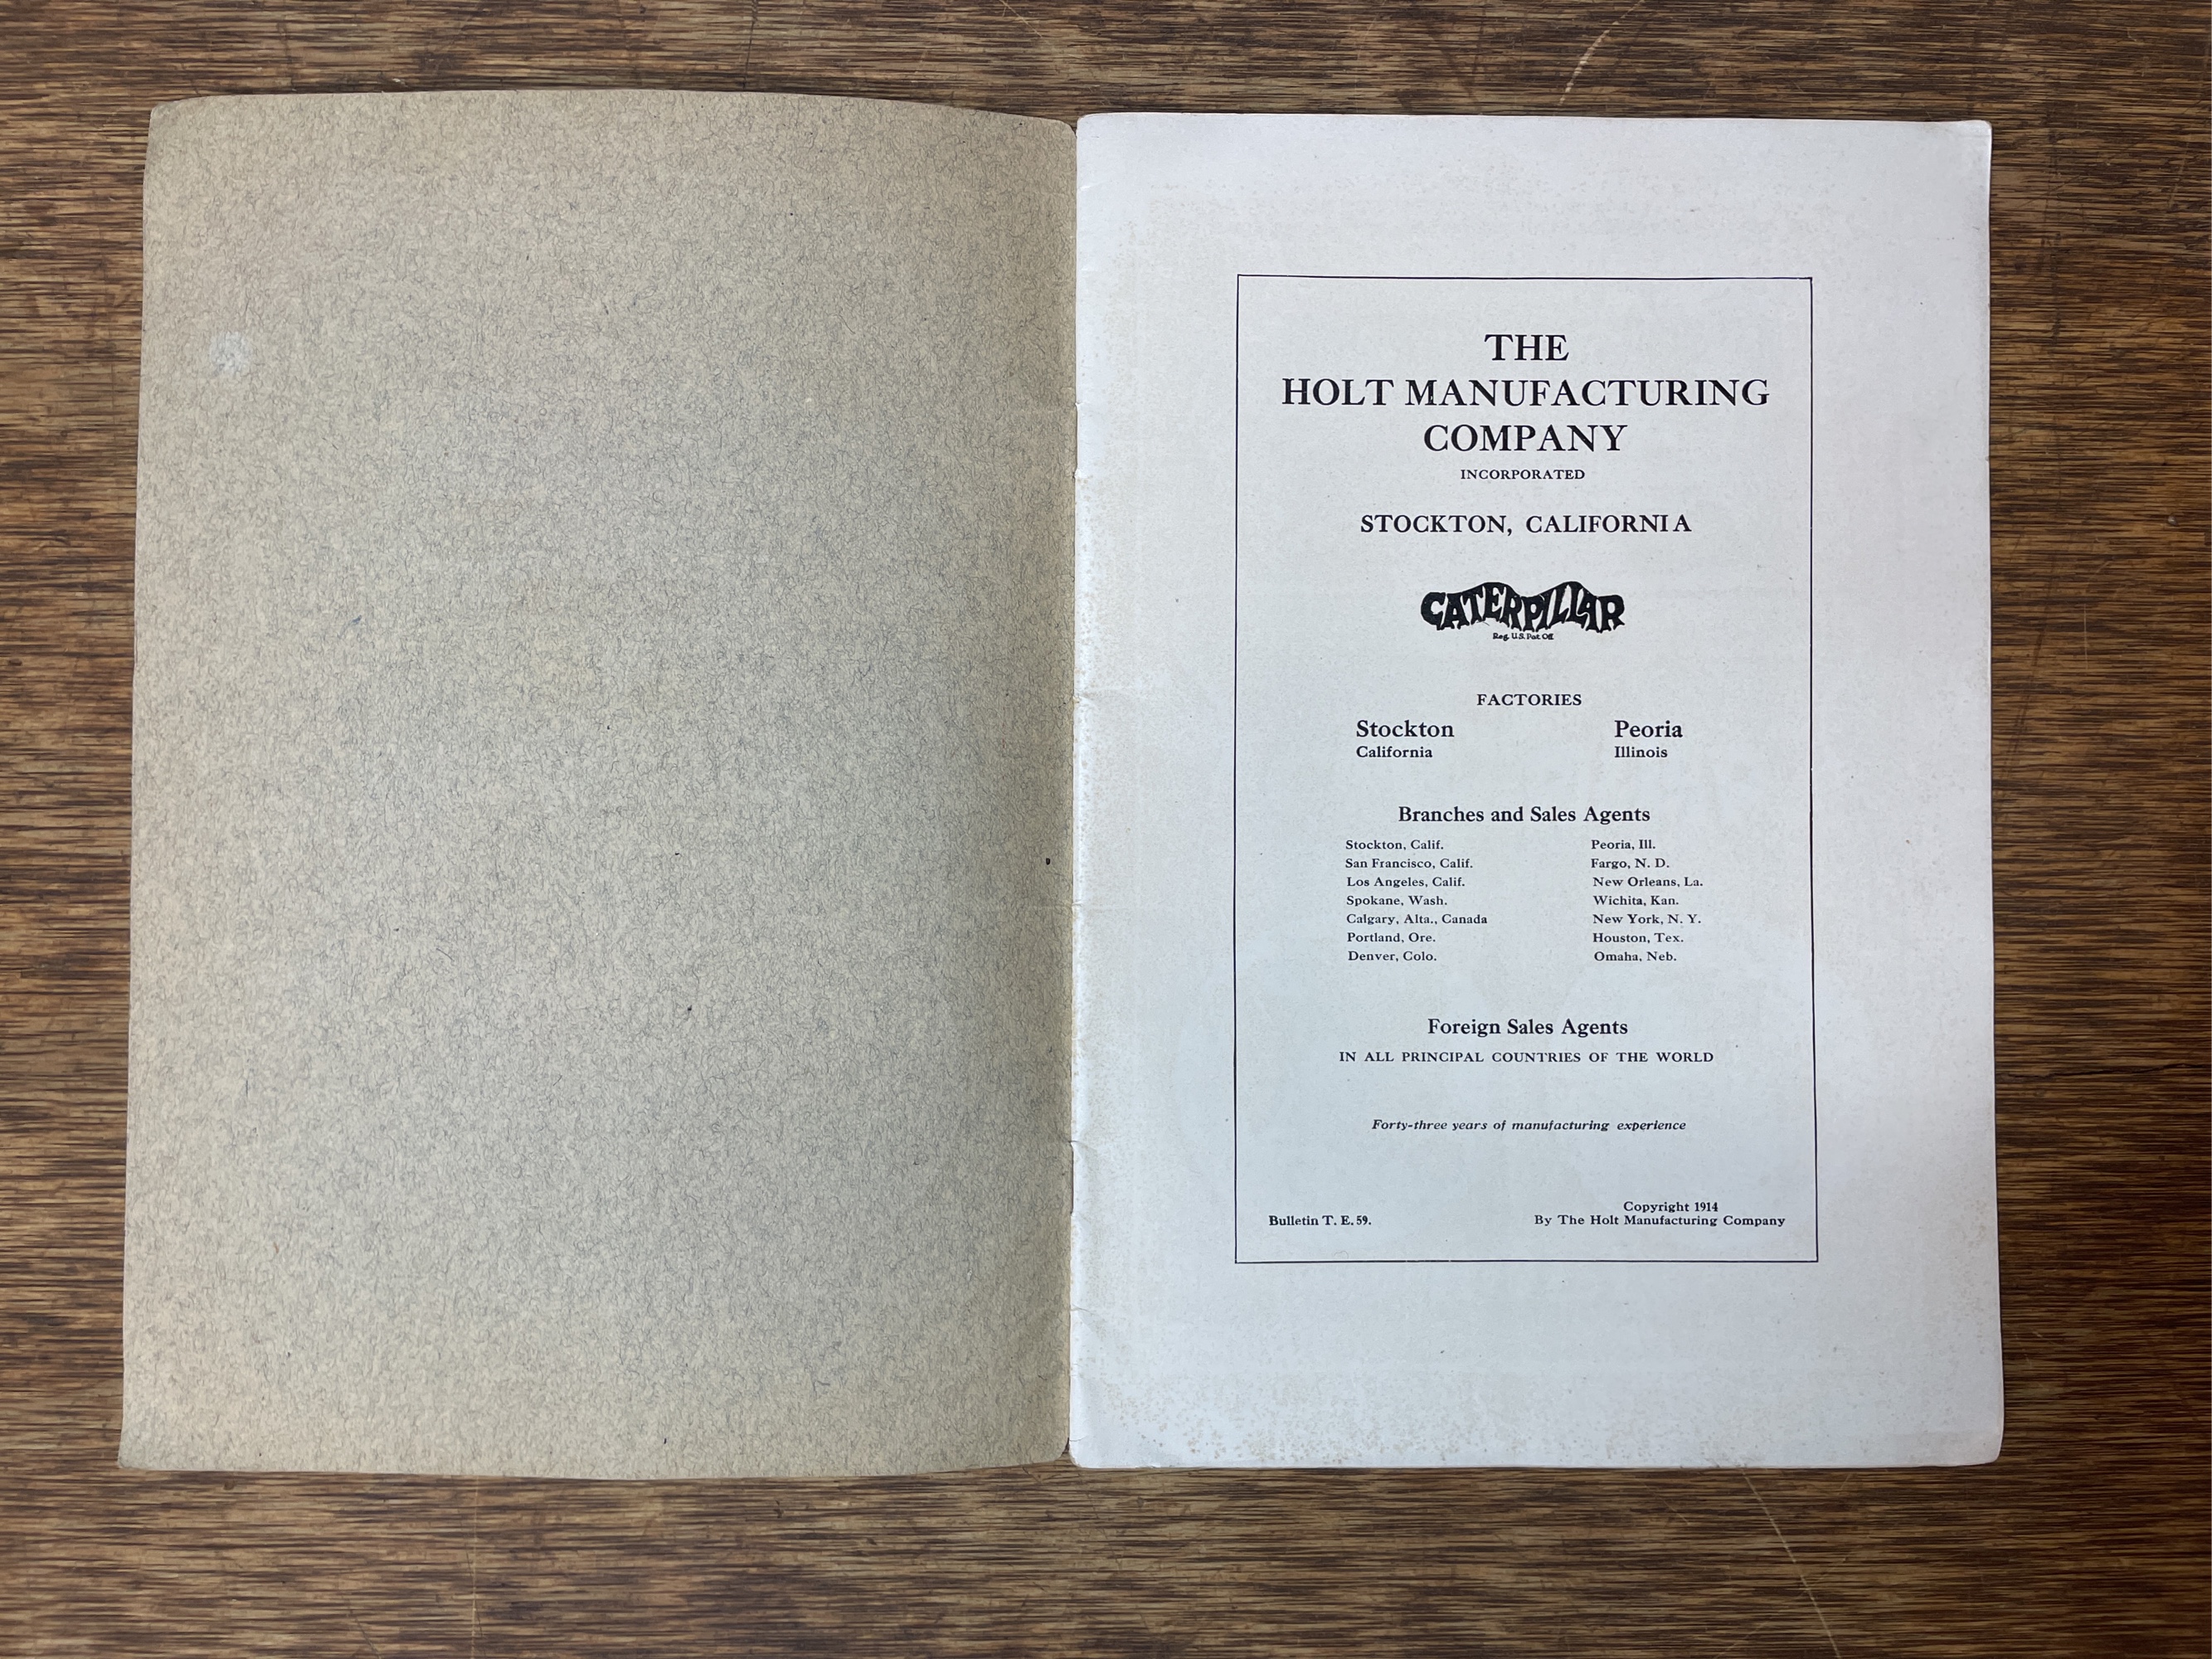 THE
HOLT MANUFACTURING
COMPANY
INCORPORATED
STOCKTON, CALIFORNIA
CATERPILLAR
Reg. U.S. Pat. Off.
FACTORIES
Stockton Peoria
California Illinois
Branches and Sales Agents
Stockton, Calif. Peoria, Ill.
San Francisco, Calif. Fargo, N. D.
Los Angeles, Calif. New Orleans, La.
Spokane, Wash. Wichita, Kan.
Calgary, Alta., Canada New York, N. Y.
Portland, Ore. Houston, Tex.
Denver, Colo. Omaha, Neb.
Foreign Sales Agents
IN ALL PRINCIPAL COUNTRIES OF THE WORLD
Forty-three years of manufacturing experience
Copyright 1914
Bulletin T. E. 59. By The Holt Manufacturing Company